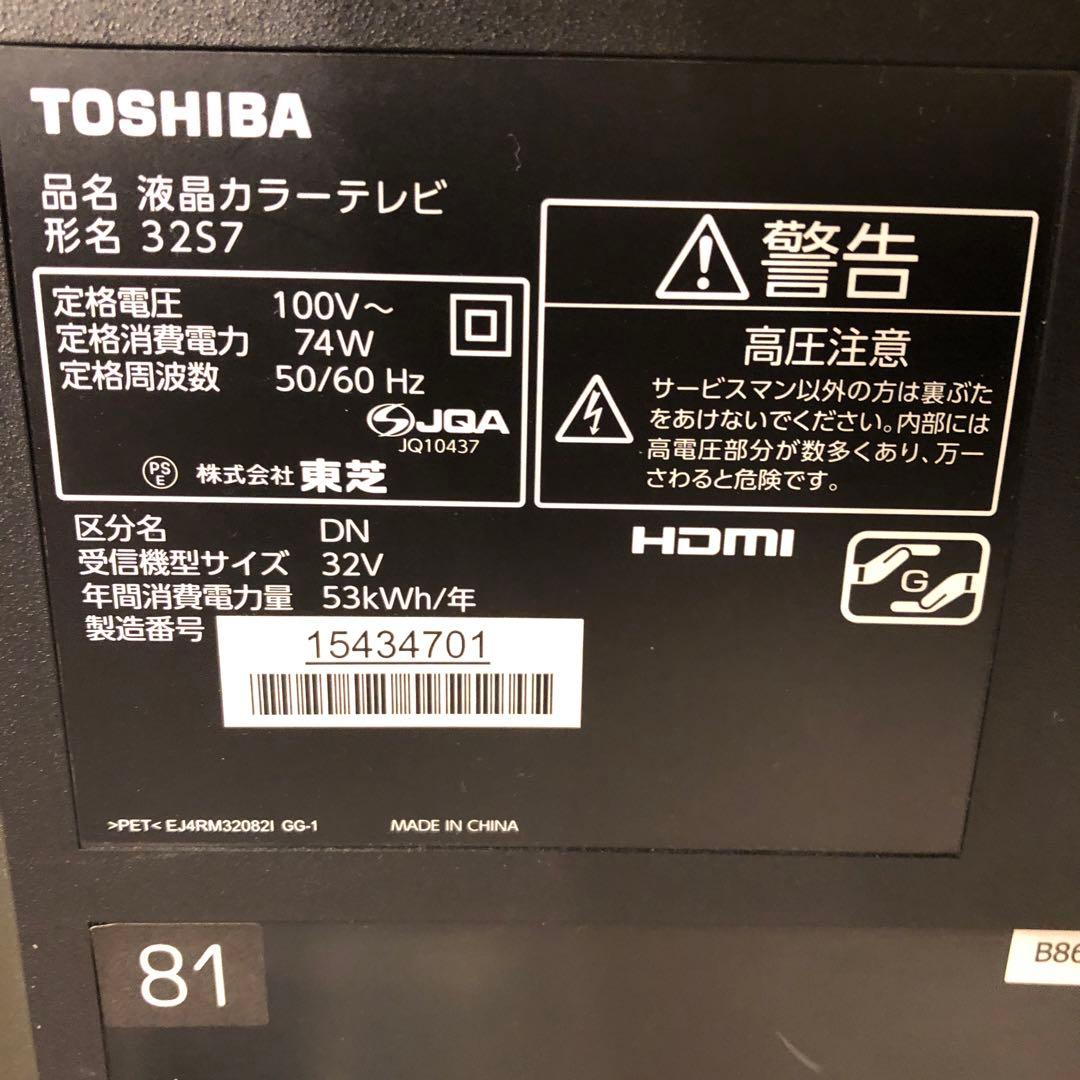 TOSHIBA
品名 液晶カラーテレビ
形名 32S7
定格電圧 100V～
定格消費電力 74W
定格周波数 50/60 Hz
JQA
JQ10437
PS
E
株式会社 東芝
警告
高圧注意
サービスマン以外の方は裏ぶた
をあけないでください。内部には
高電圧部分が数多くあり、万一
さわると危険です。
区分名 DN
受信機型サイズ 32V
年間消費電力量 53kWh/年
製造番号 15434701
HDMI
G
>PET< EJ4RM32082I GG-1 MADE IN CHINA
81